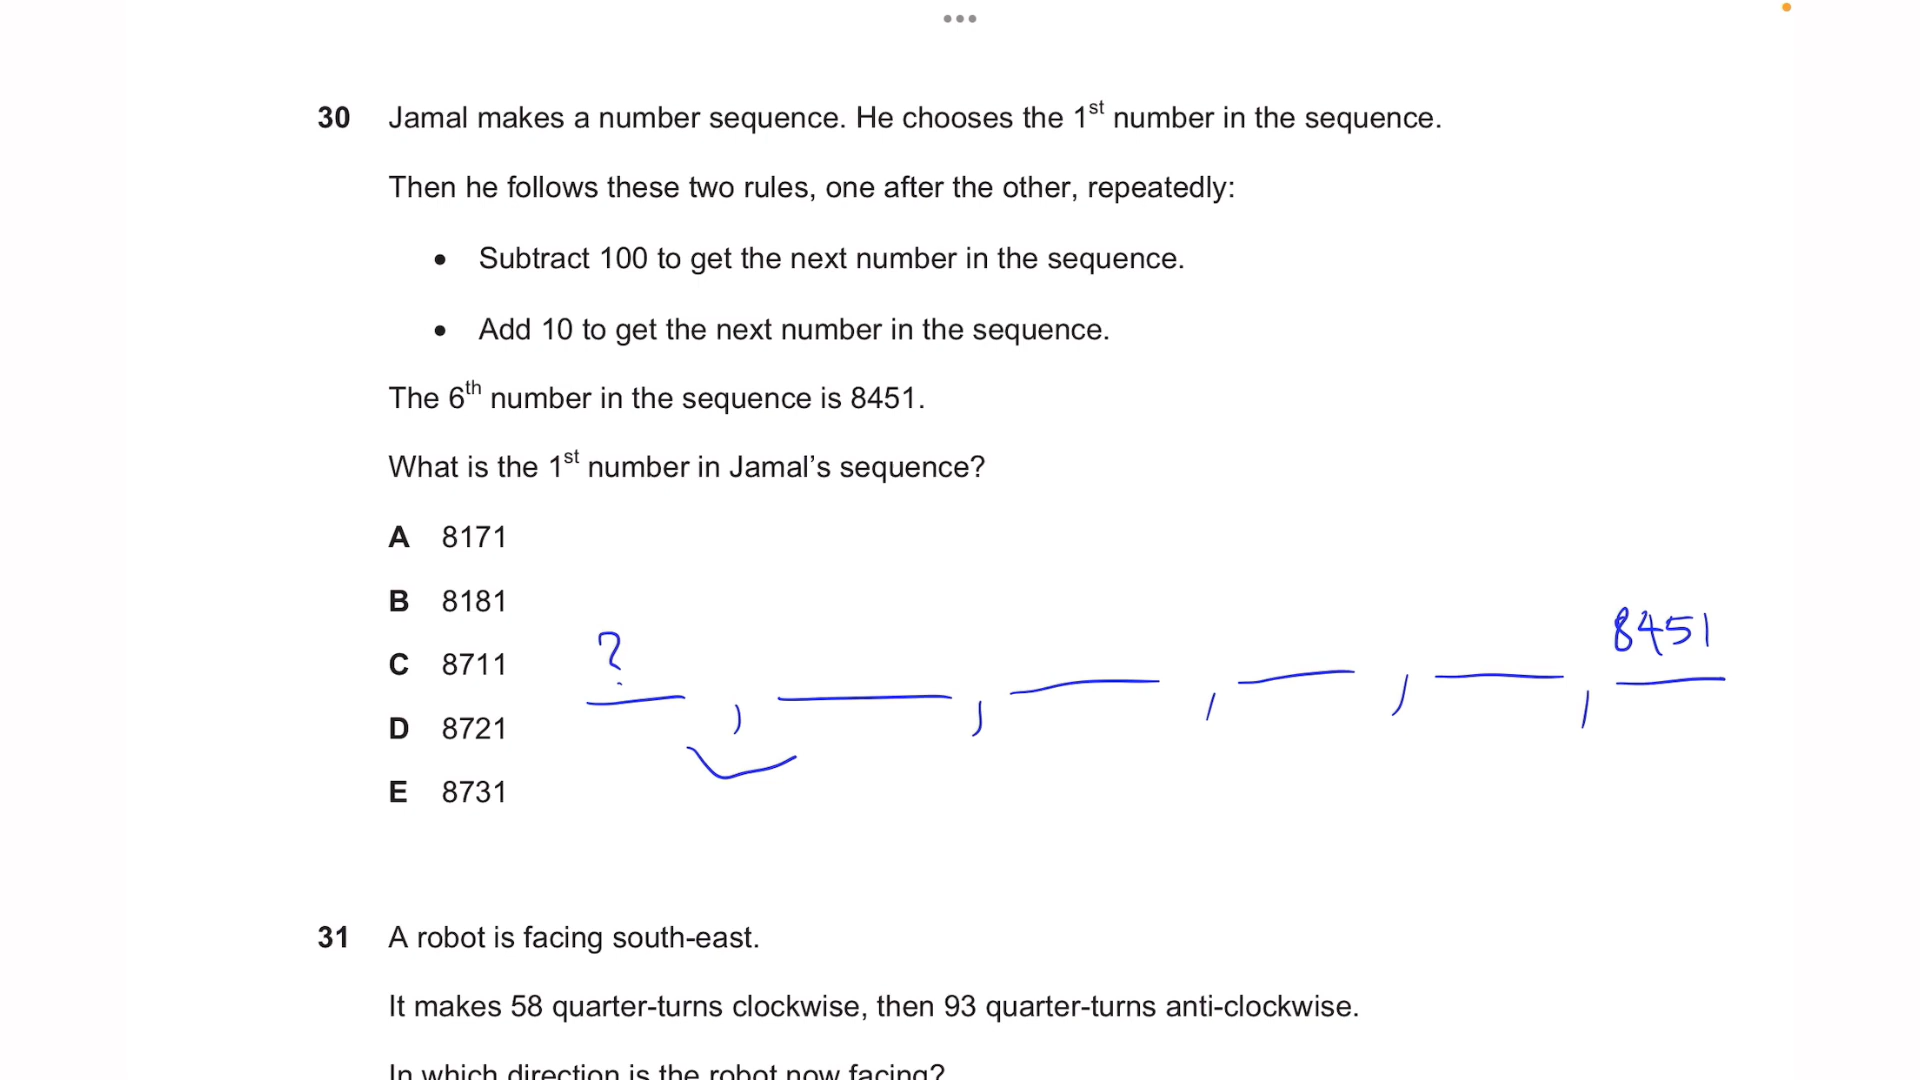 30 Jamal makes a number sequence. He chooses the 1st number in the sequence.
Then he follows these two rules, one after the other, repeatedly:
• Subtract 100 to get the next number in the sequence.
• Add 10 to get the next number in the sequence.
The 6th number in the sequence is 8451.
What is the 1st number in Jamal’s sequence?
A 8171
B 8181
C 8711
D 8721
E 8731
? , , , , , 8451
31 A robot is facing south-east.
It makes 58 quarter-turns clockwise, then 93 quarter-turns anti-clockwise.
In which direction is the robot now facing?